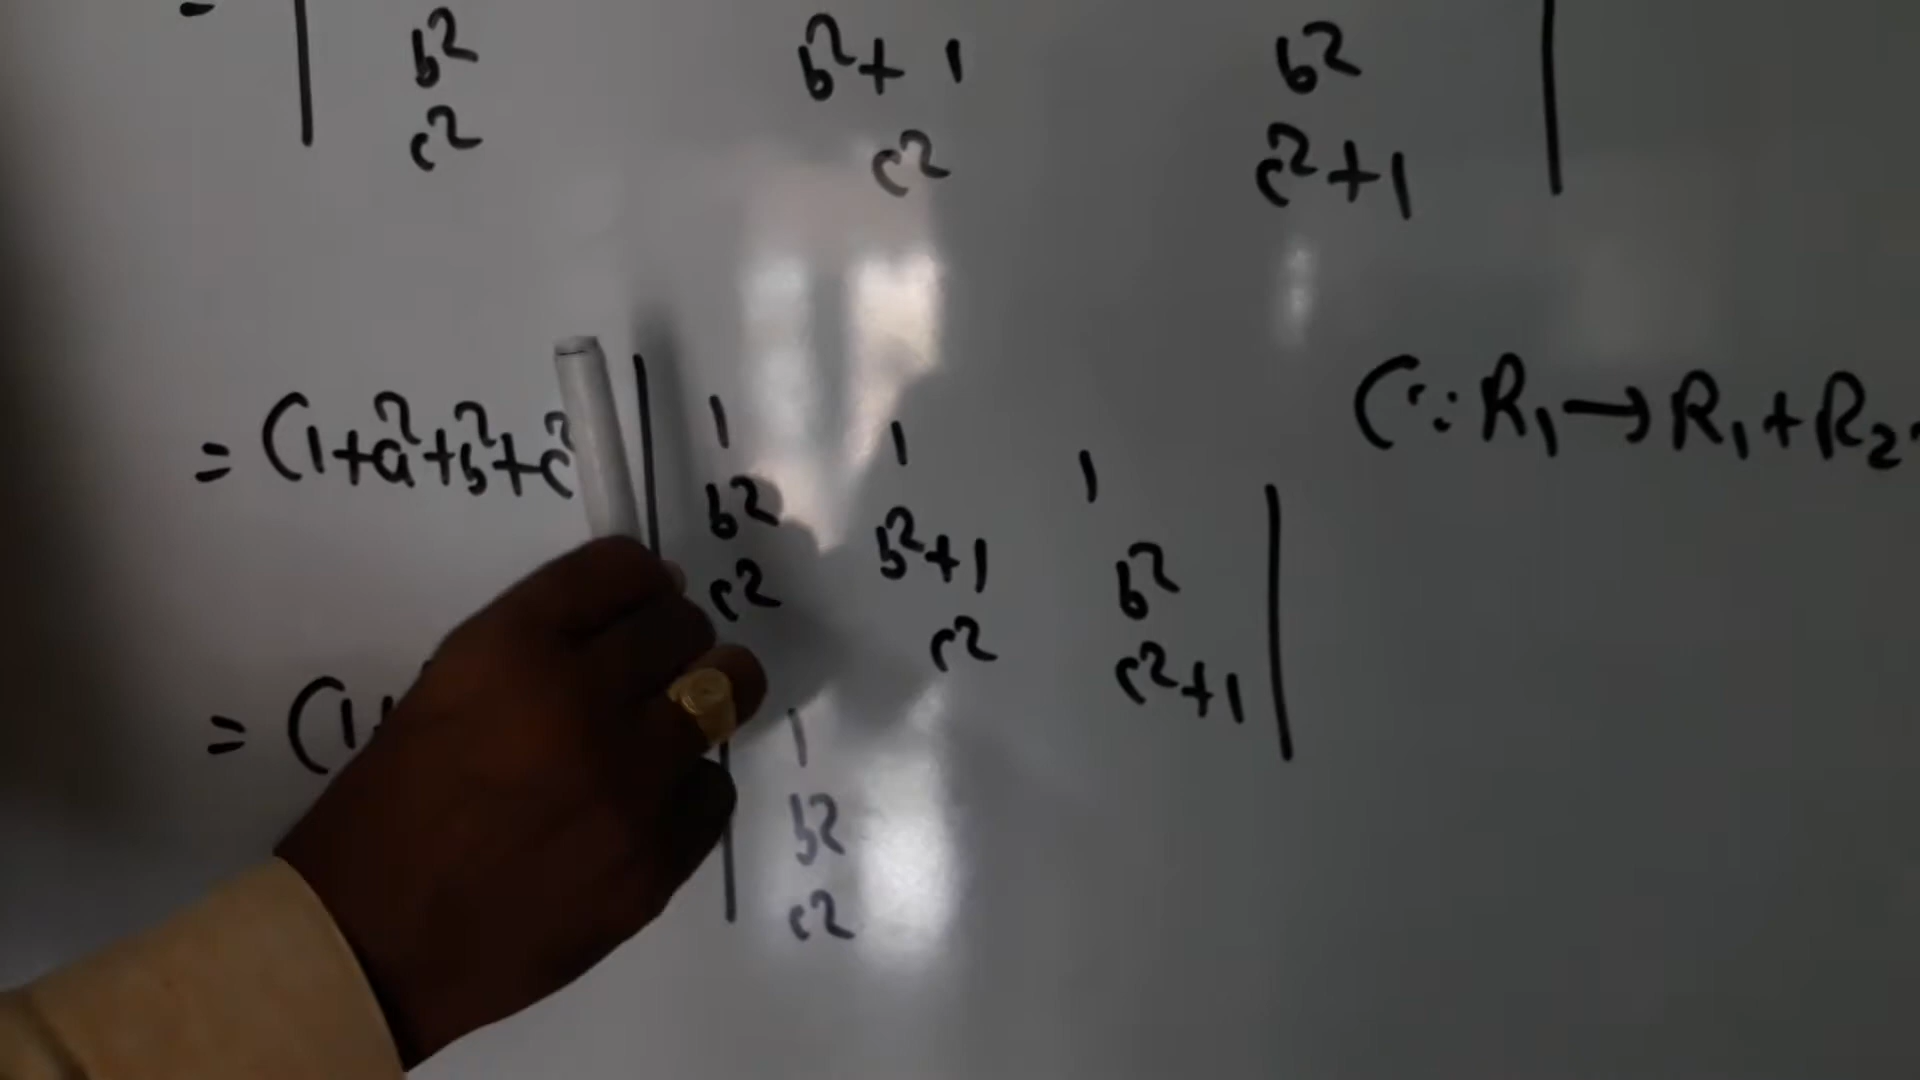 = | b² b²+1 b² |
c² c² c²+1
= (1+a²+b²+c² | 1 1 1 | (∵R₁→R₁+R₂
b² b²+1 b²
c² c² c²+1
= (1+ | 1
b²
c²